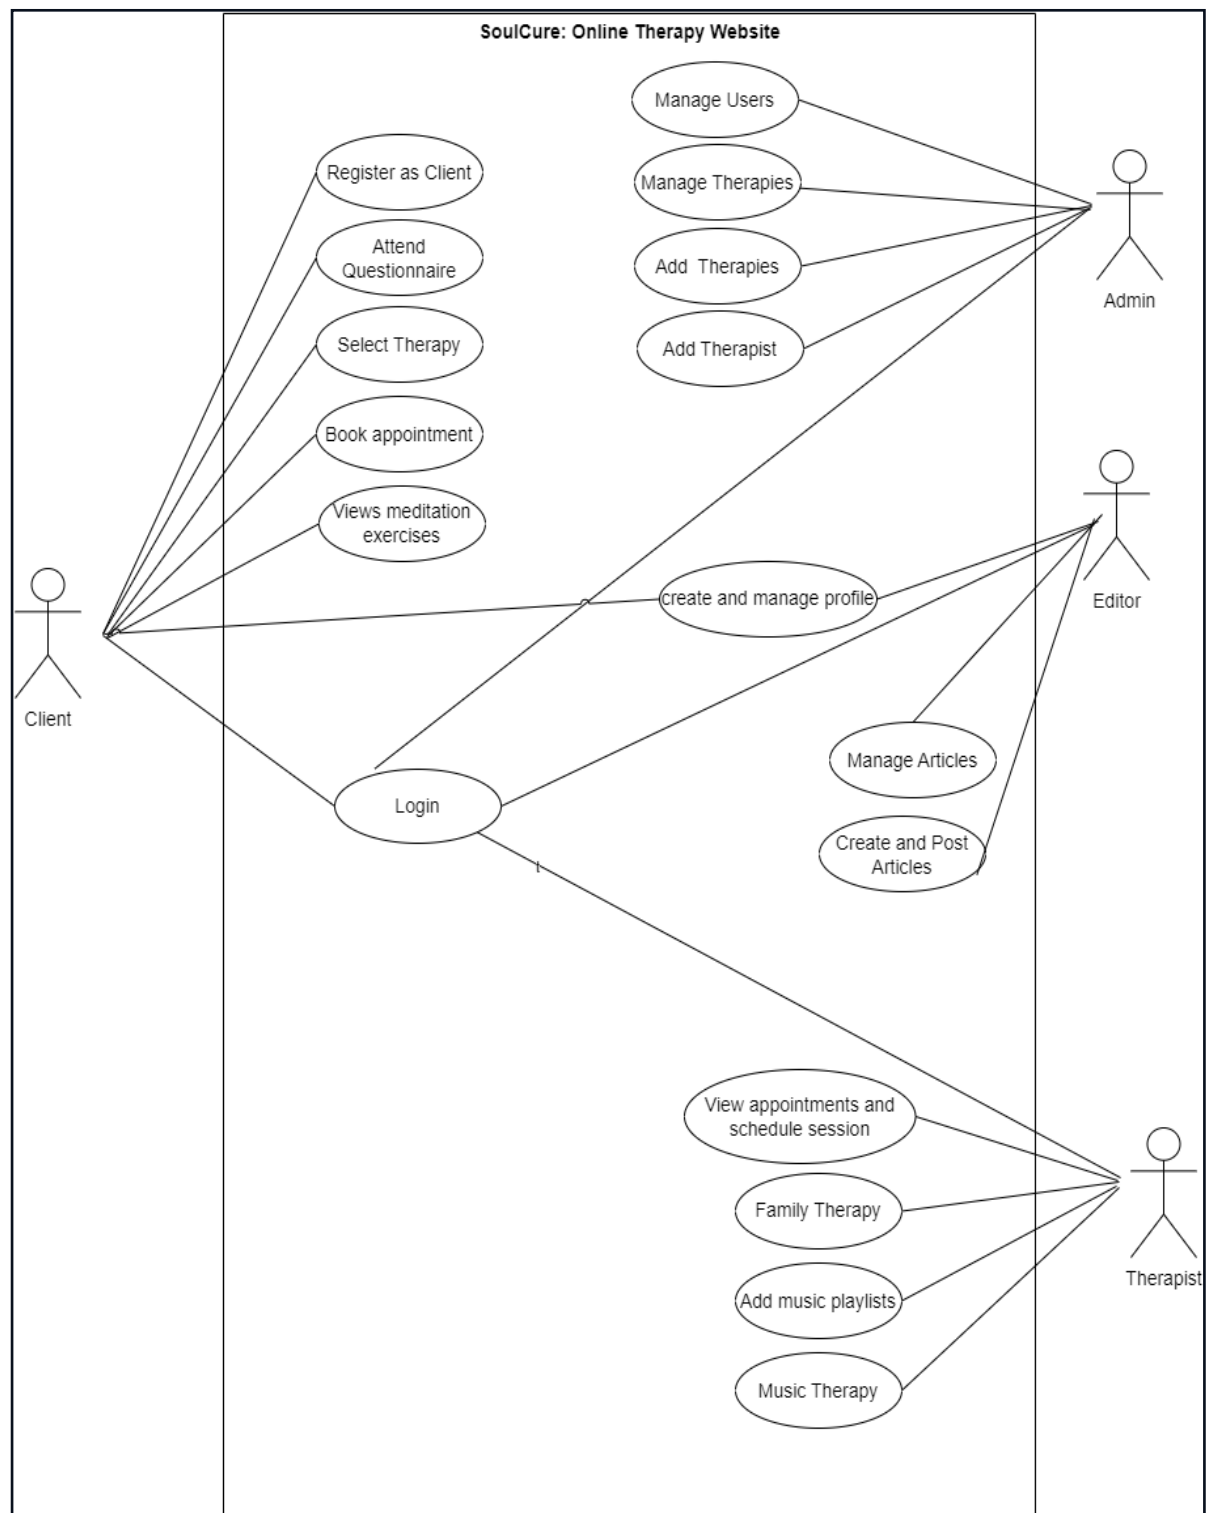 SoulCure: Online Therapy Website
Manage Users
Register as Client
Manage Therapies
Attend
Questionnaire
Add Therapies
Admin
Select Therapy
Add Therapist
Book appointment
Views meditation
exercises
create and manage profile
Editor
Client
Manage Articles
Login
Create and Post
Articles
View appointments and
schedule session
Family Therapy
Therapist
Add music playlists
Music Therapy